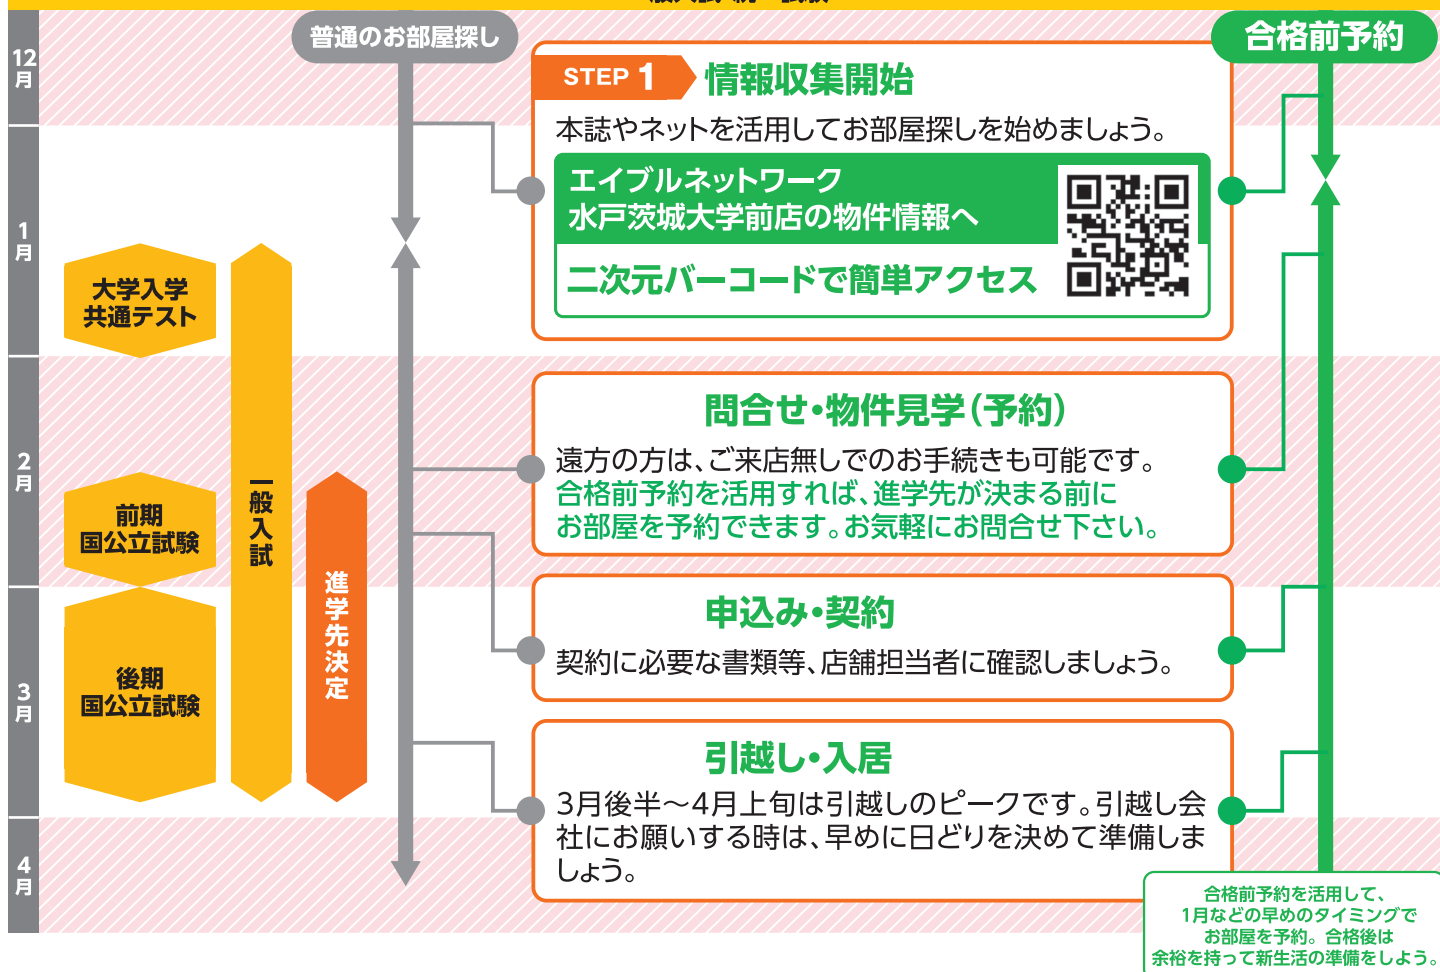 12月
1月
2月
3月
4月
大学入学
共通テスト
前期
国公立試験
後期
国公立試験
一般入試
進学先決定
普通のお部屋探し
合格前予約
STEP 1 情報収集開始
本誌やネットを活用してお部屋探しを始めましょう。
エイブルネットワーク
水戸茨城大学前店の物件情報へ
二次元バーコードで簡単アクセス
問合せ・物件見学(予約)
遠方の方は、ご来店無しでのお手続きも可能です。
合格前予約を活用すれば、進学先が決まる前に
お部屋を予約できます。お気軽にお問合せ下さい。
申込み・契約
契約に必要な書類等、店舗担当者に確認しましょう。
引越し・入居
3月後半～4月上旬は引越しのピークです。引越し会
社にお願いする時は、早めに日どりを決めて準備しま
しょう。
合格前予約を活用して、
1月などの早めのタイミングで
お部屋を予約。合格後は
余裕を持って新生活の準備をしよう。